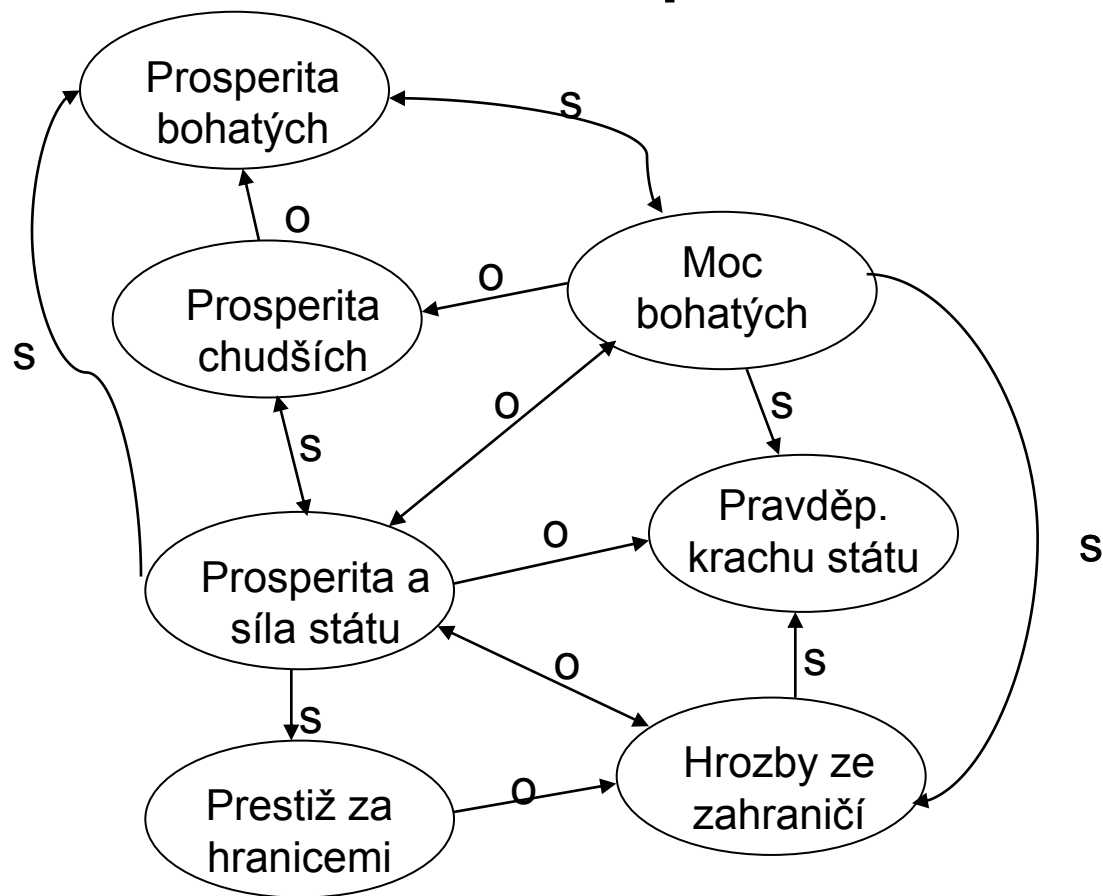 Prosperita
bohatých
s
o
Moc
bohatých
o
Prosperita
chudších
s
o
s
s
Pravděp.
krachu státu
o
s
Prosperita a
síla státu
o
s
s
Hrozby ze
zahraničí
o
Prestiž za
hranicemi